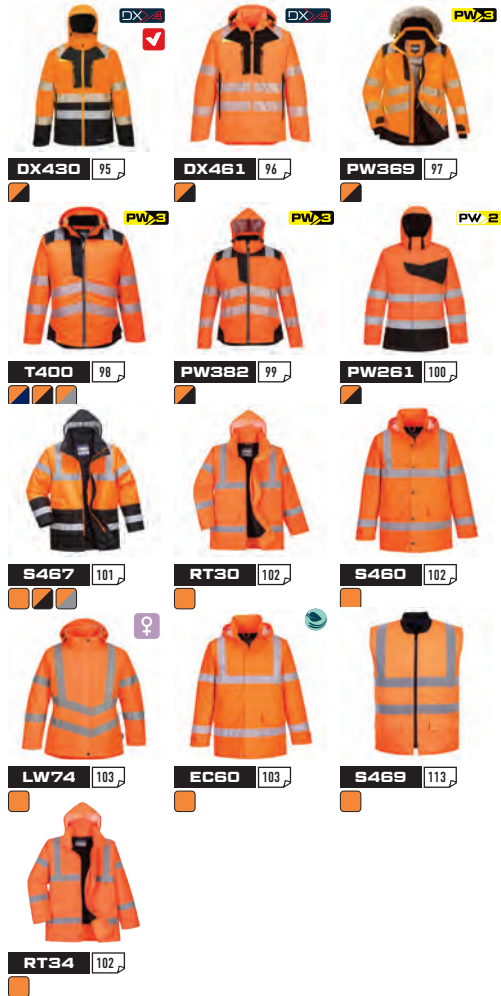 DX4 DX4 PW3
DX430 95 DX461 96 PW369 97
PW3 PW3 PW2
T400 98 PW382 99 PW261 100
S467 101 RT30 102 S460 102
LW74 103 EC60 103 S469 113
RT34 102